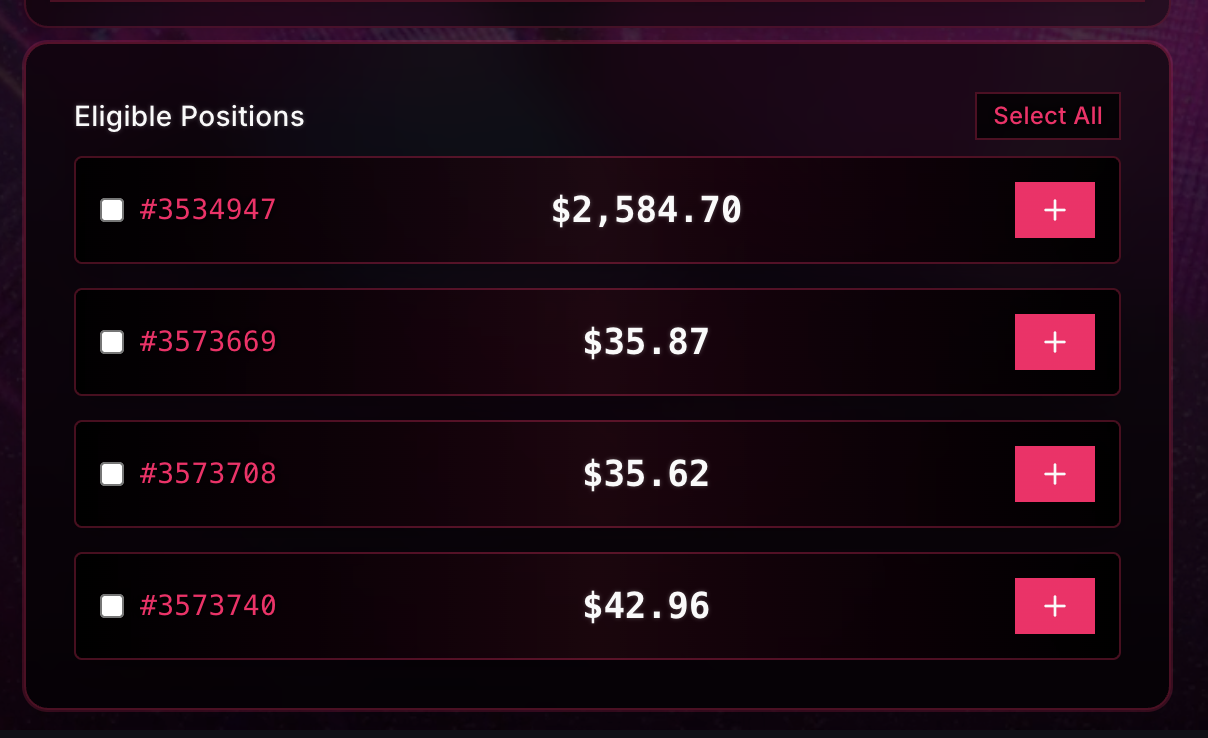 Eligible Positions
Select All
#3534947 $2,584.70 +
#3573669 $35.87 +
#3573708 $35.62 +
#3573740 $42.96 +